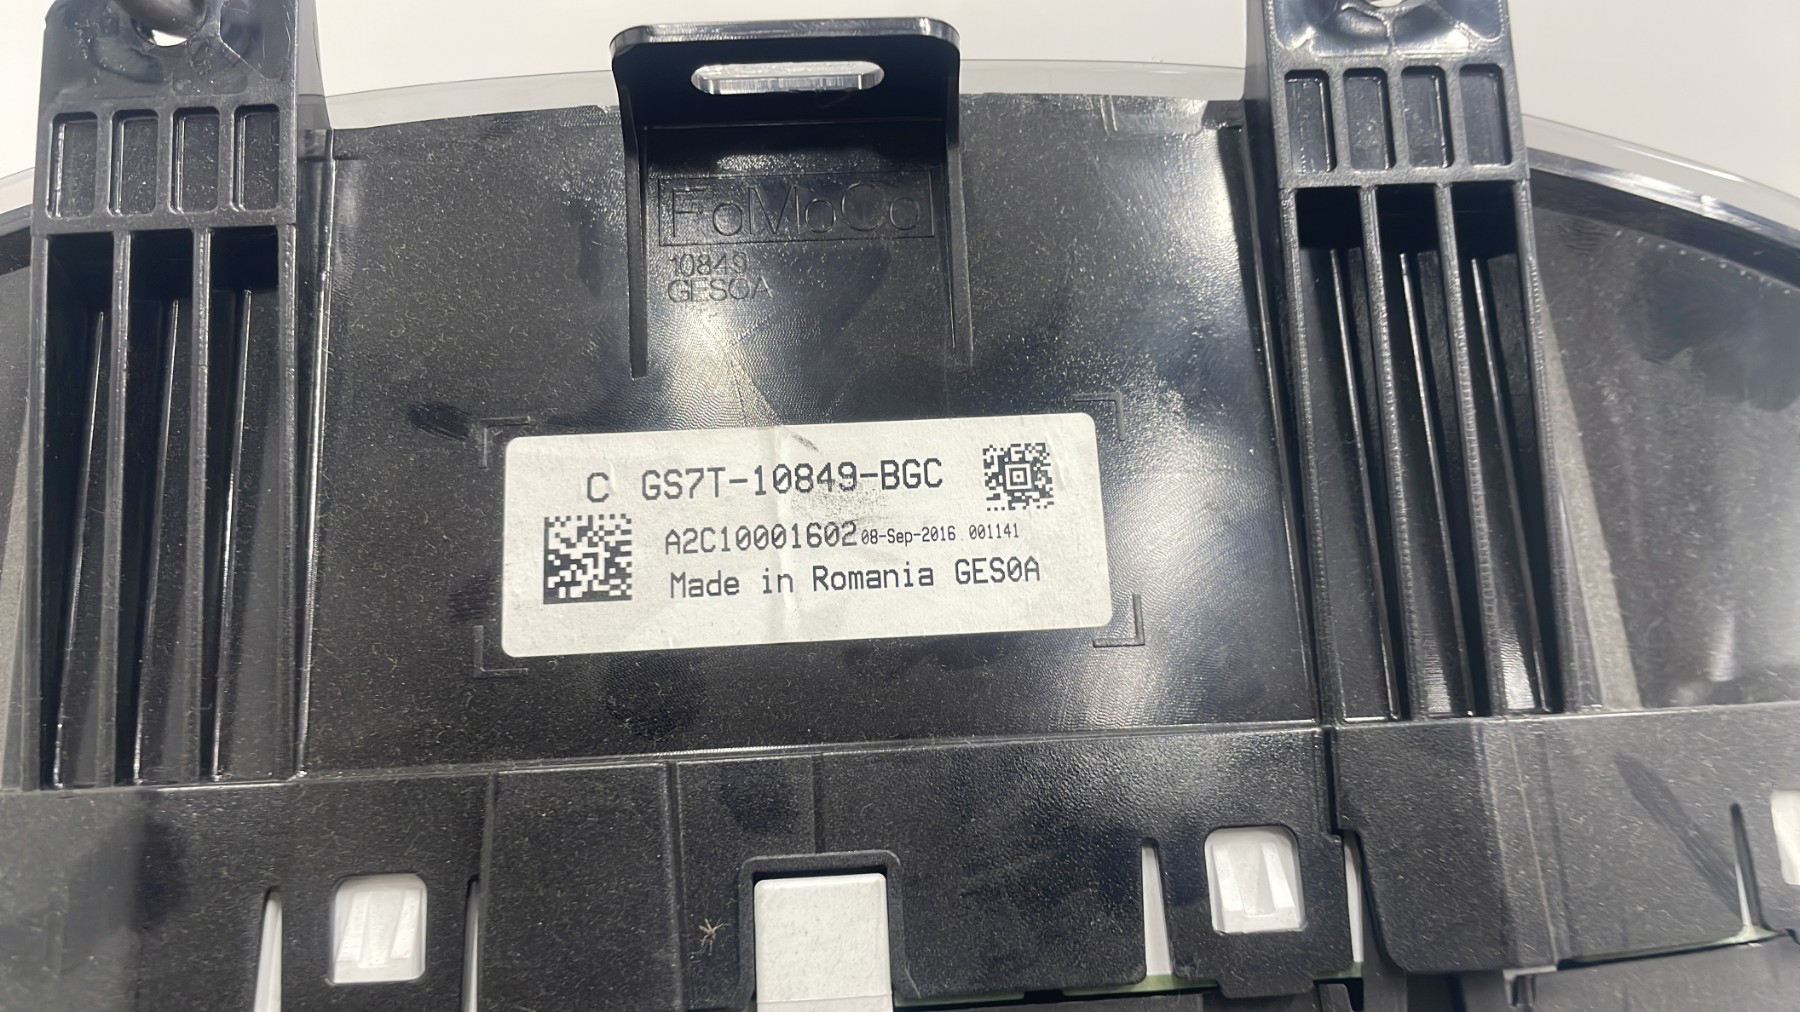 FoMoCo
10849
GES0A
C GS7T-10849-BGC
A2C10001602 08-Sep-2016 001141
Made in Romania GES0A